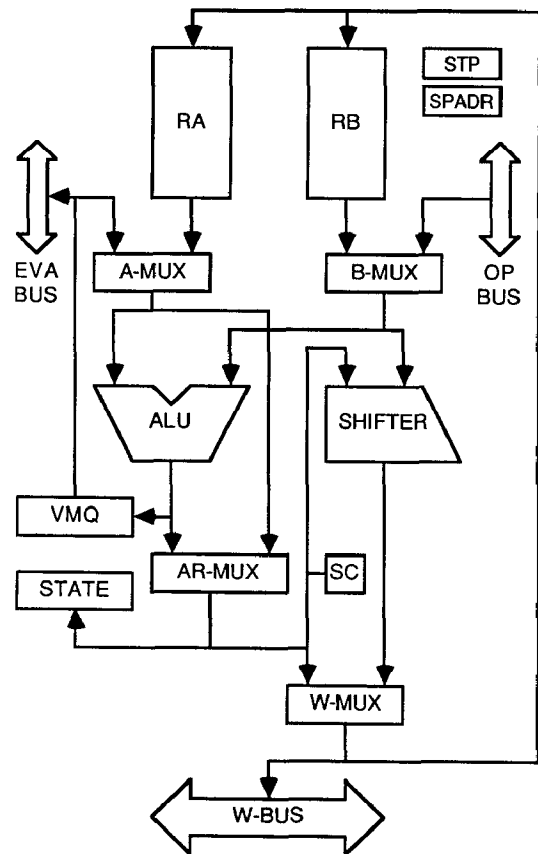 STP
SPADR
RA
RB
EVA
BUS
A-MUX
B-MUX
OP
BUS
ALU
SHIFTER
VMQ
AR-MUX
SC
STATE
W-MUX
W-BUS